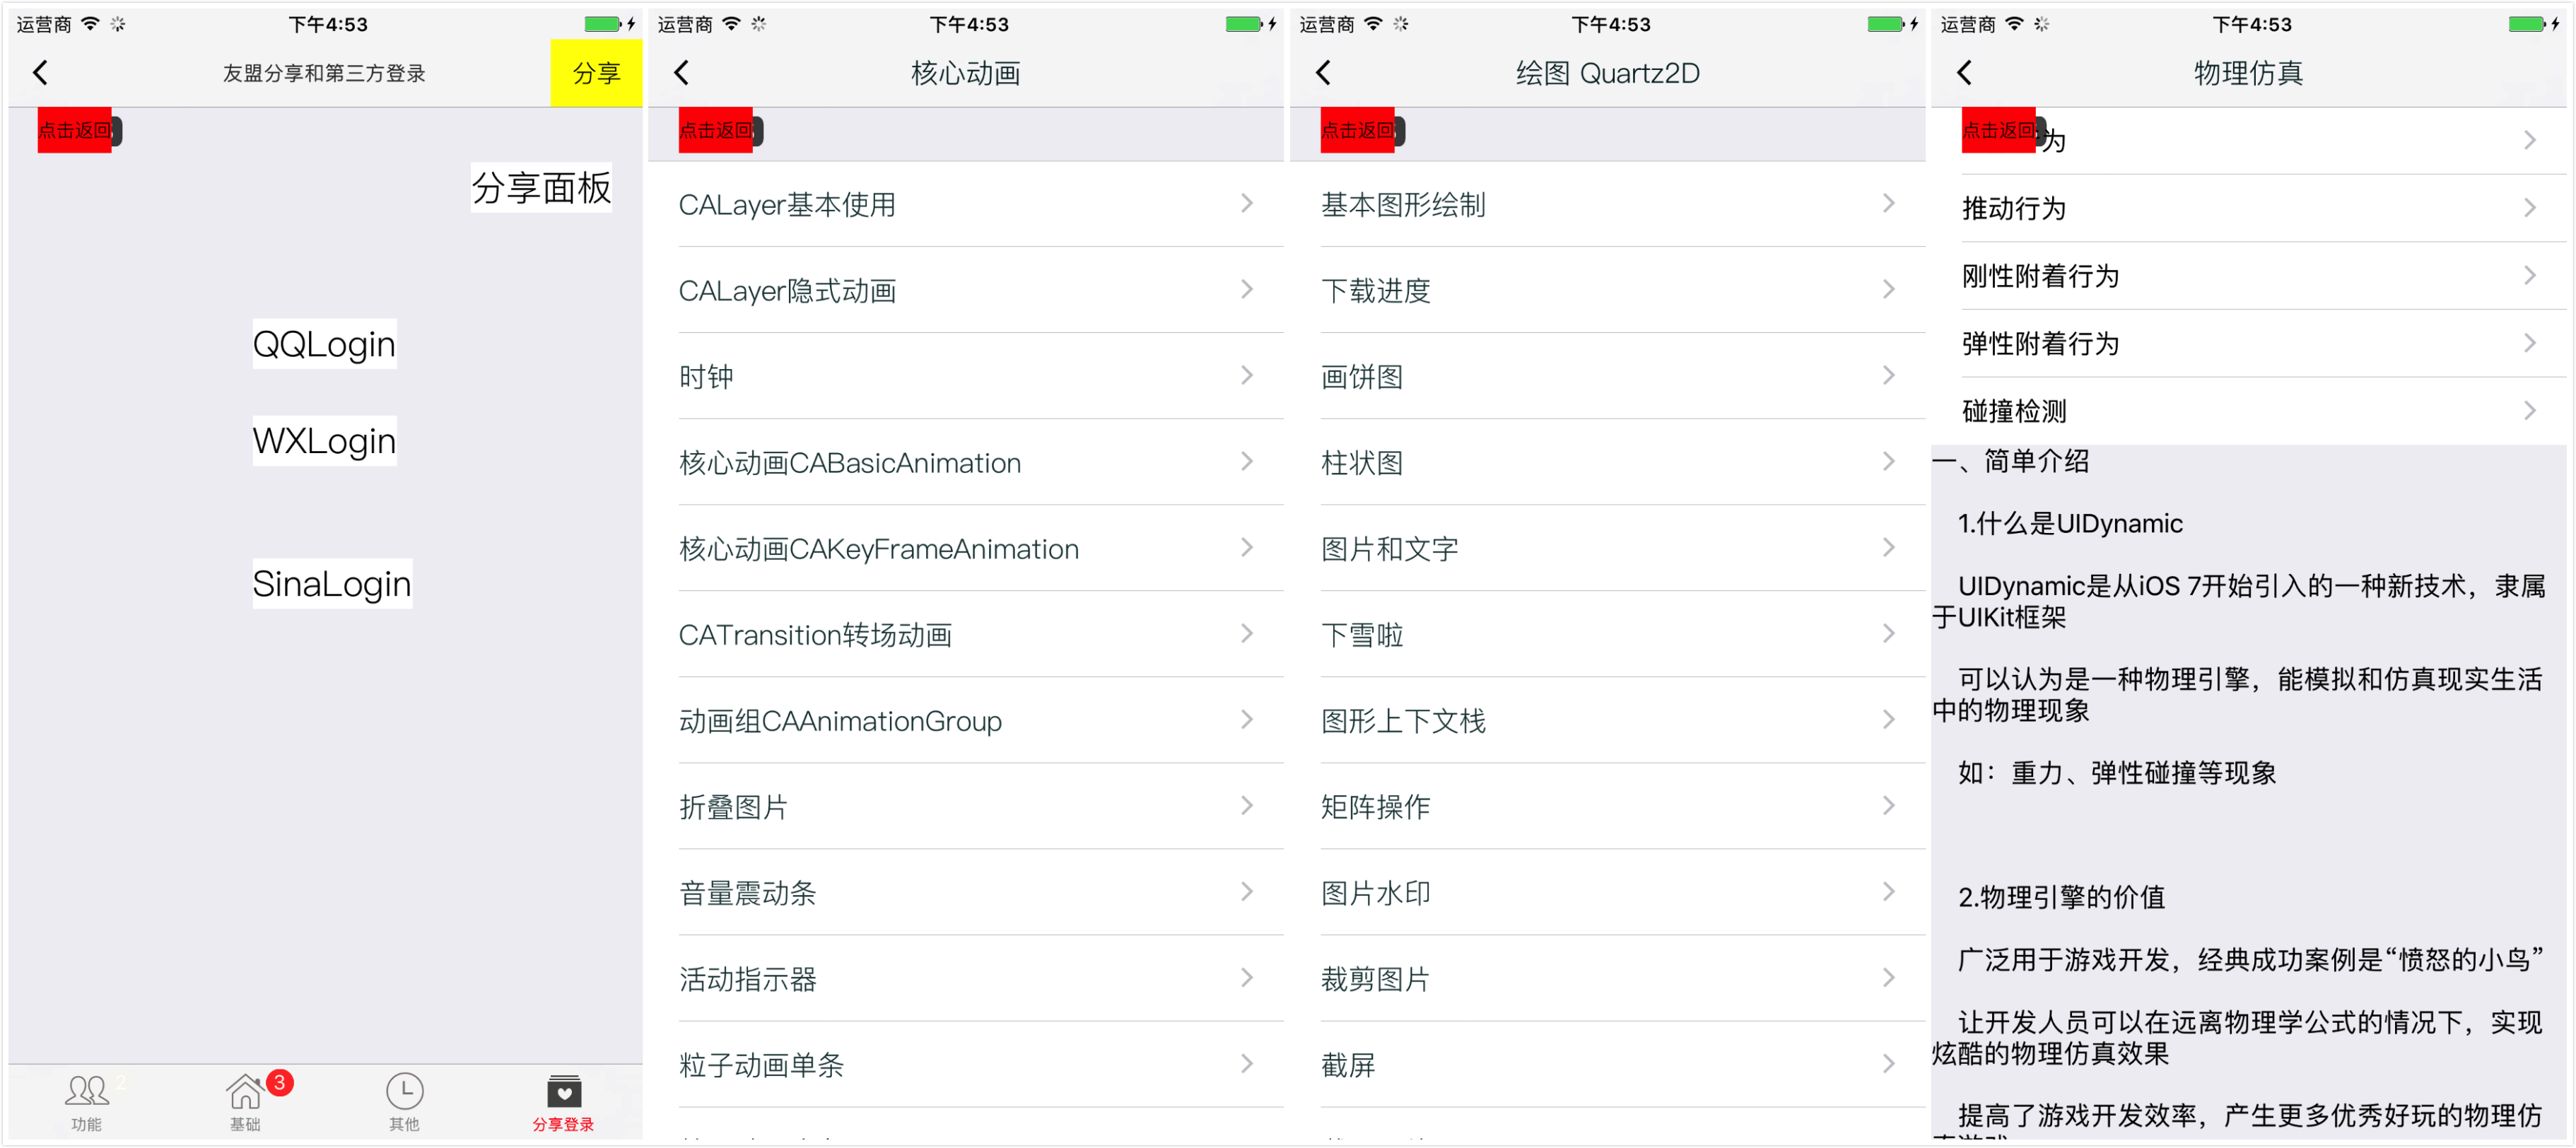 运营商
下午4:53
友盟分享和第三方登录
分享
点击返回
分享面板
QQLogin
WXLogin
SinaLogin
2
功能
3
基础
其他
分享登录
运营商
下午4:53
核心动画
点击返回
CALayer基本使用
CALayer隐式动画
时钟
核心动画CABasicAnimation
核心动画CAKeyFrameAnimation
CATransition转场动画
动画组CAAnimationGroup
折叠图片
音量震动条
活动指示器
粒子动画单条
运营商
下午4:53
绘图 Quartz2D
点击返回
基本图形绘制
下载进度
画饼图
柱状图
图片和文字
下雪啦
图形上下文栈
矩阵操作
图片水印
裁剪图片
截屏
运营商
下午4:53
物理仿真
点击返回
为
推动行为
刚性附着行为
弹性附着行为
碰撞检测
一、简单介绍
1.什么是UIDynamic
UIDynamic是从iOS 7开始引入的一种新技术，隶属
于UIKit框架
可以认为是一种物理引擎，能模拟和仿真现实生活
中的物理现象
如：重力、弹性碰撞等现象
2.物理引擎的价值
广泛用于游戏开发，经典成功案例是“愤怒的小鸟”
让开发人员可以在远离物理学公式的情况下，实现
炫酷的物理仿真效果
提高了游戏开发效率，产生更多优秀好玩的物理仿